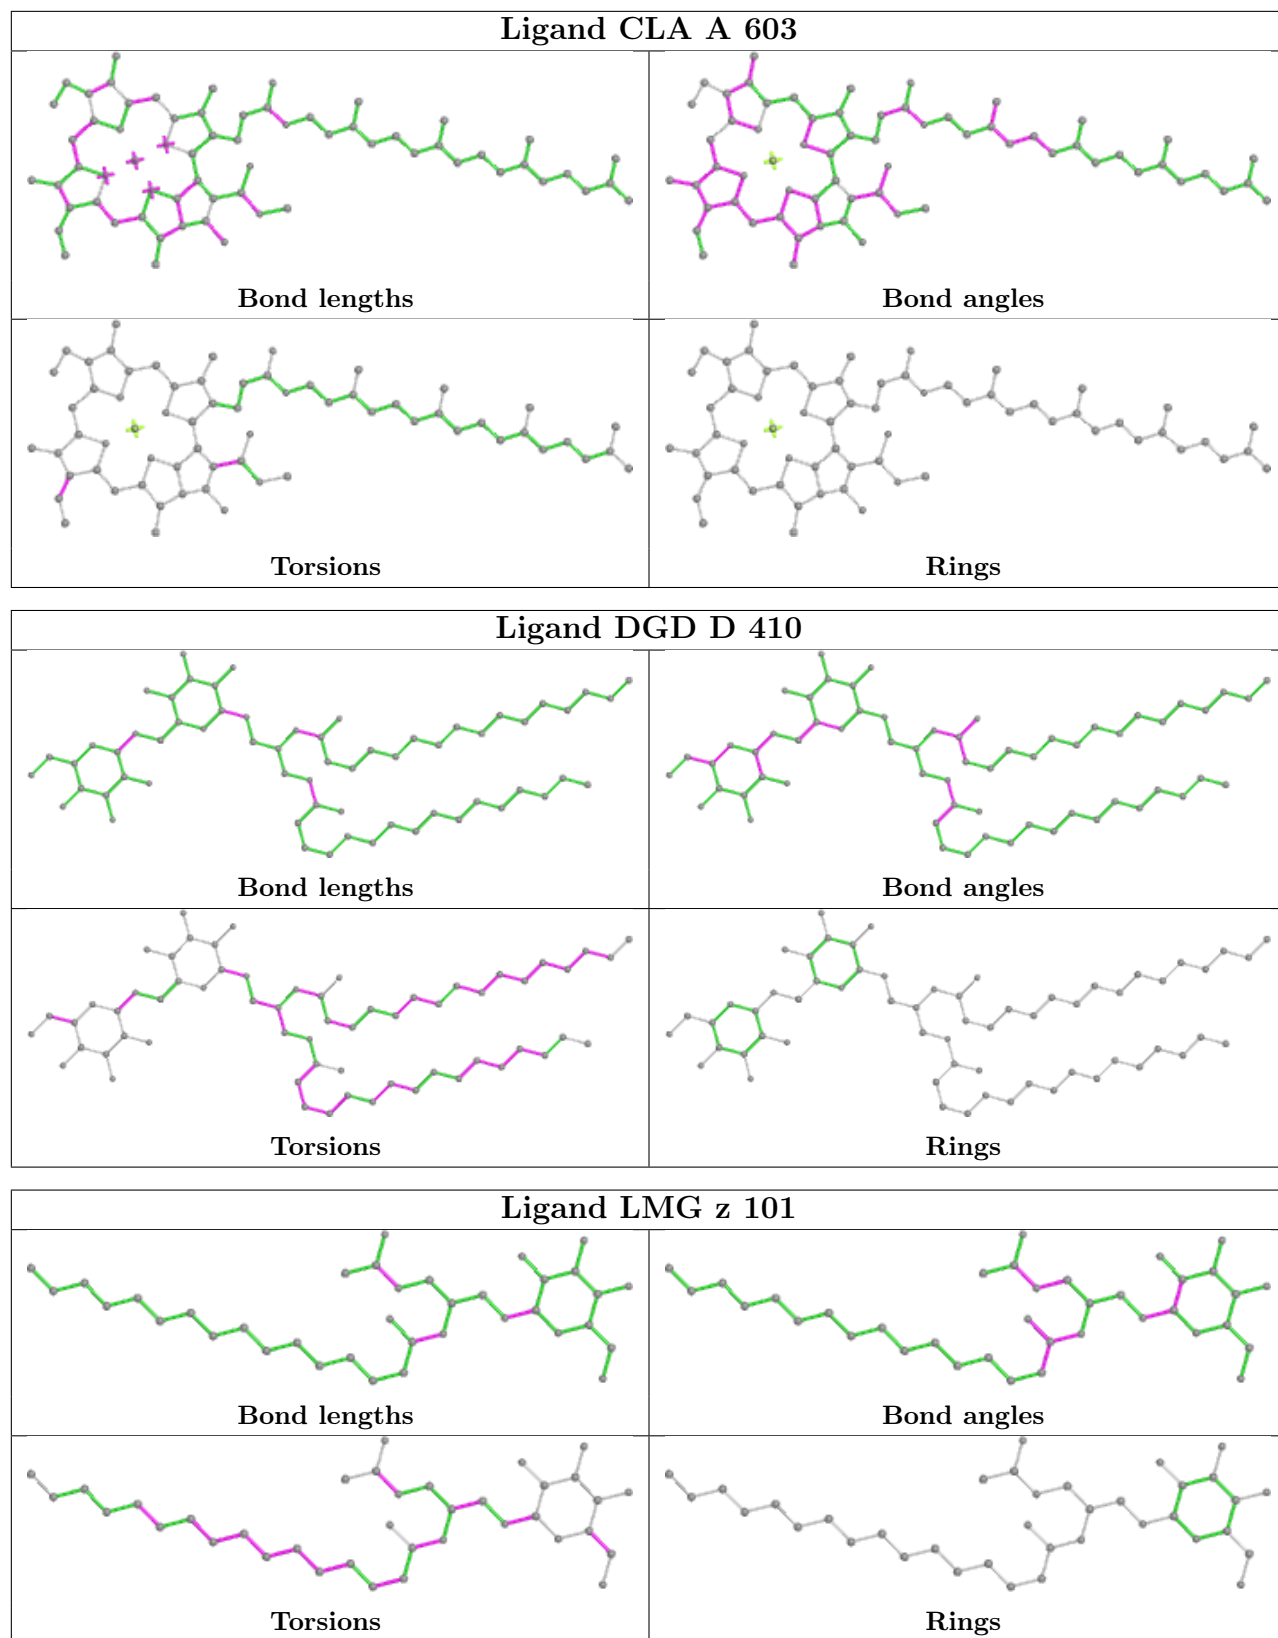 Ligand CLA A 603
Bond lengths
Bond angles
Torsions
Rings
Ligand DGD D 410
Bond lengths
Bond angles
Torsions
Rings
Ligand LMG z 101
Bond lengths
Bond angles
Torsions
Rings